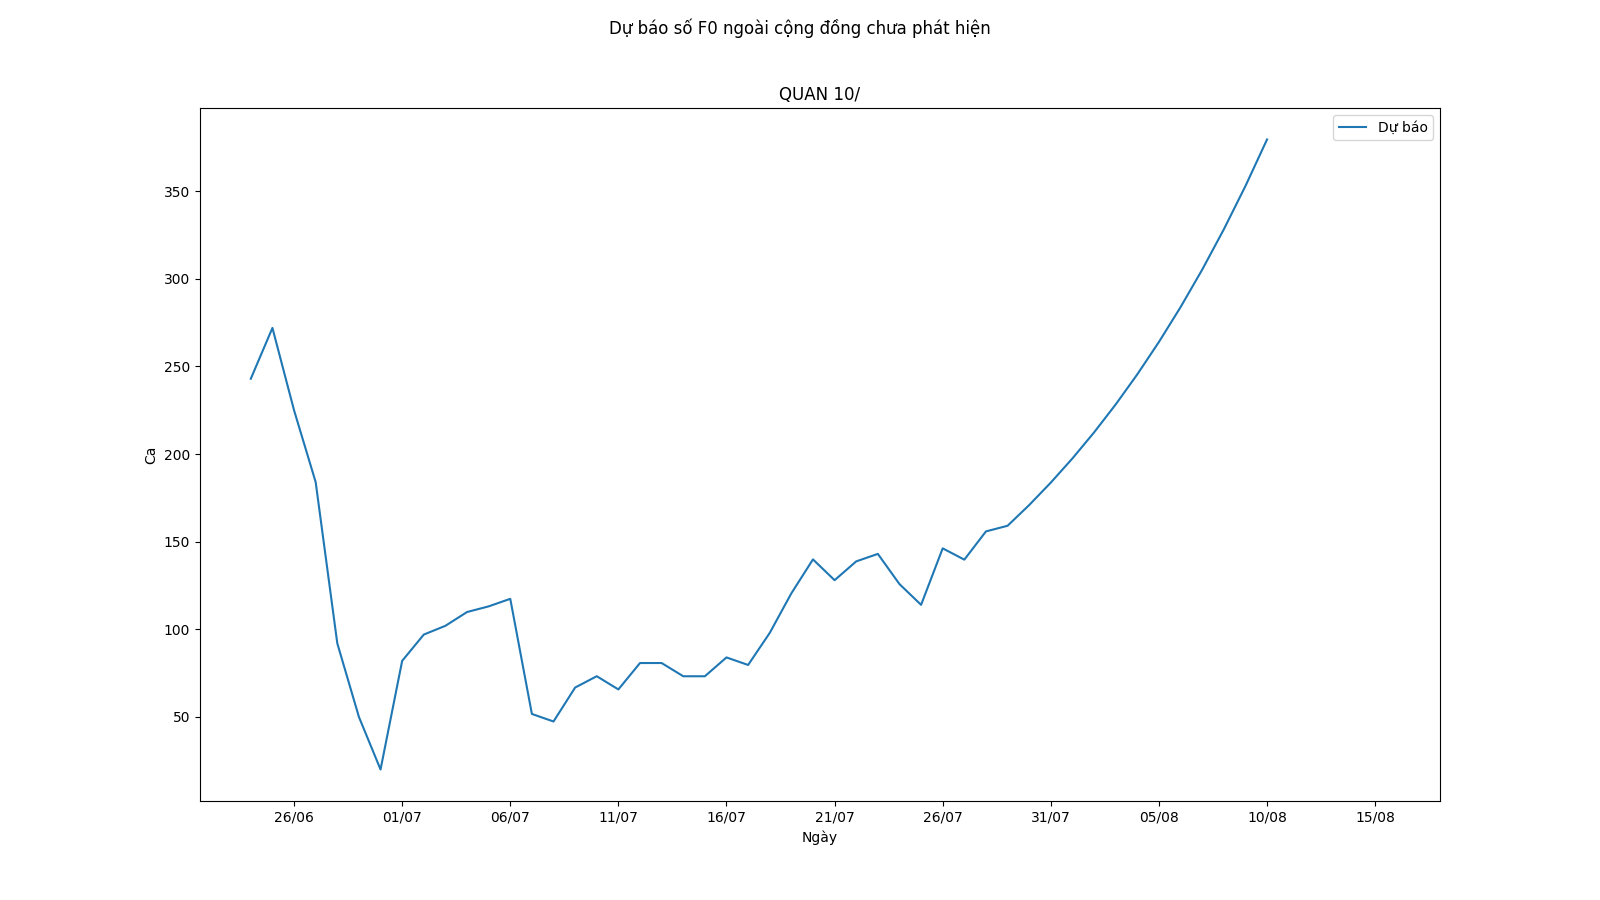 Dự báo số F0 ngoài cộng đồng chưa phát hiện
QUAN 10/
Dự báo
350
300
250
200
150
100
50
Ca
26/06 01/07 06/07 11/07 16/07 21/07 26/07 31/07 05/08 10/08 15/08
Ngày